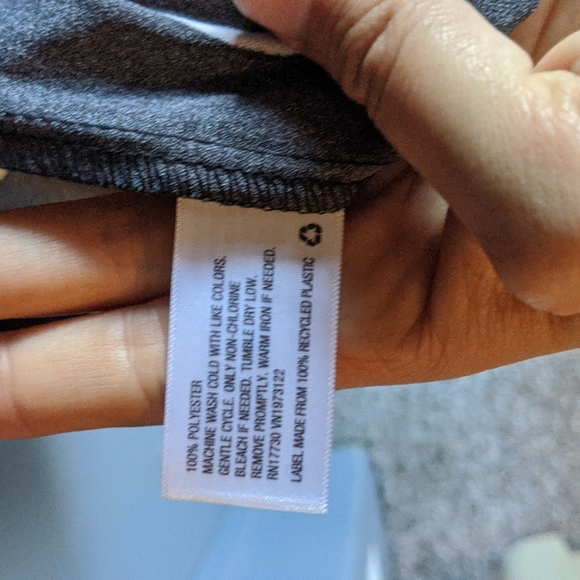 100% POLYESTER
MACHINE WASH COLD WITH LIKE COLORS.
GENTLE CYCLE. ONLY NON-CHLORINE
BLEACH IF NEEDED. TUMBLE DRY LOW.
REMOVE PROMPTLY. WARM IRON IF NEEDED.
RN17730 VN1973122
LABEL MADE FROM 100% RECYCLED PLASTIC